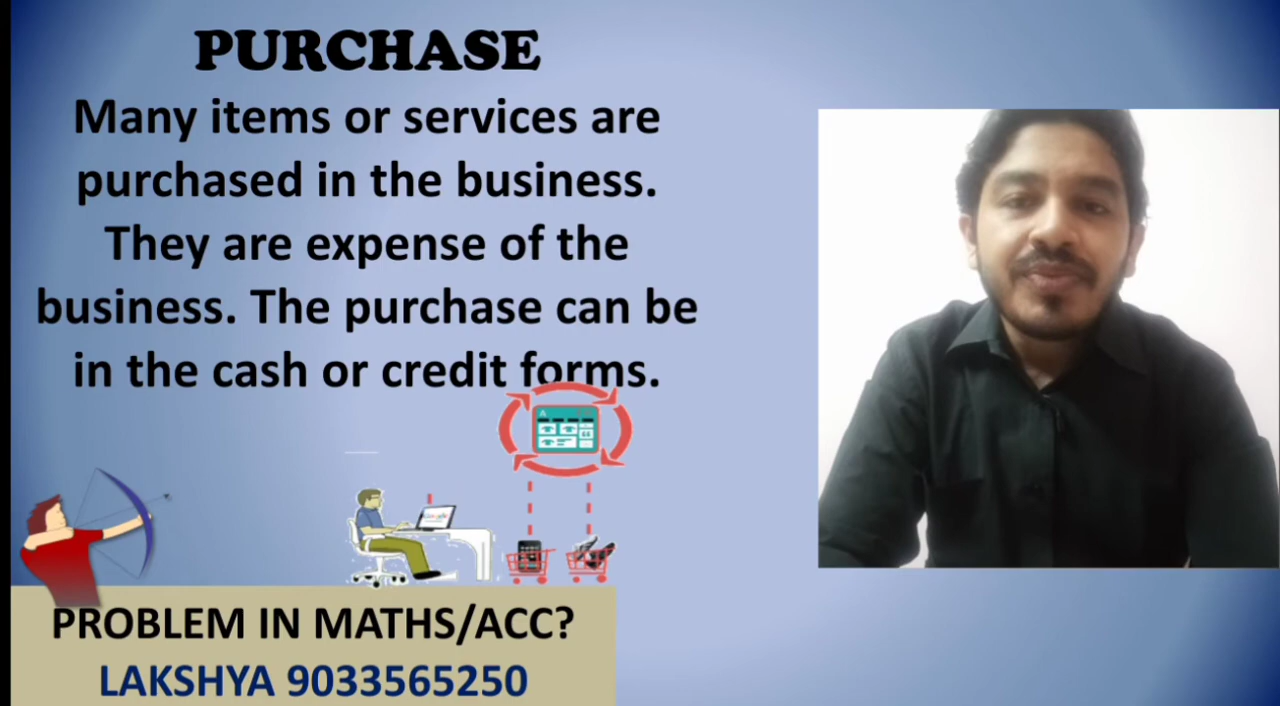 PURCHASE
Many items or services are
purchased in the business.
They are expense of the
business. The purchase can be
in the cash or credit forms.
PROBLEM IN MATHS/ACC?
LAKSHYA 9033565250